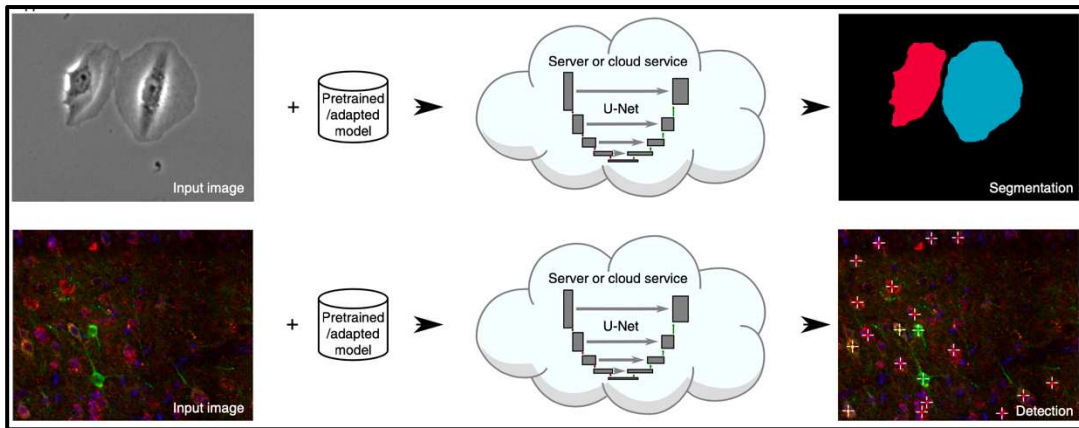 Input image
+
Pretrained
/adapted
model
Server or cloud service
U-Net
Segmentation
Input image
+
Pretrained
/adapted
model
Server or cloud service
U-Net
Detection